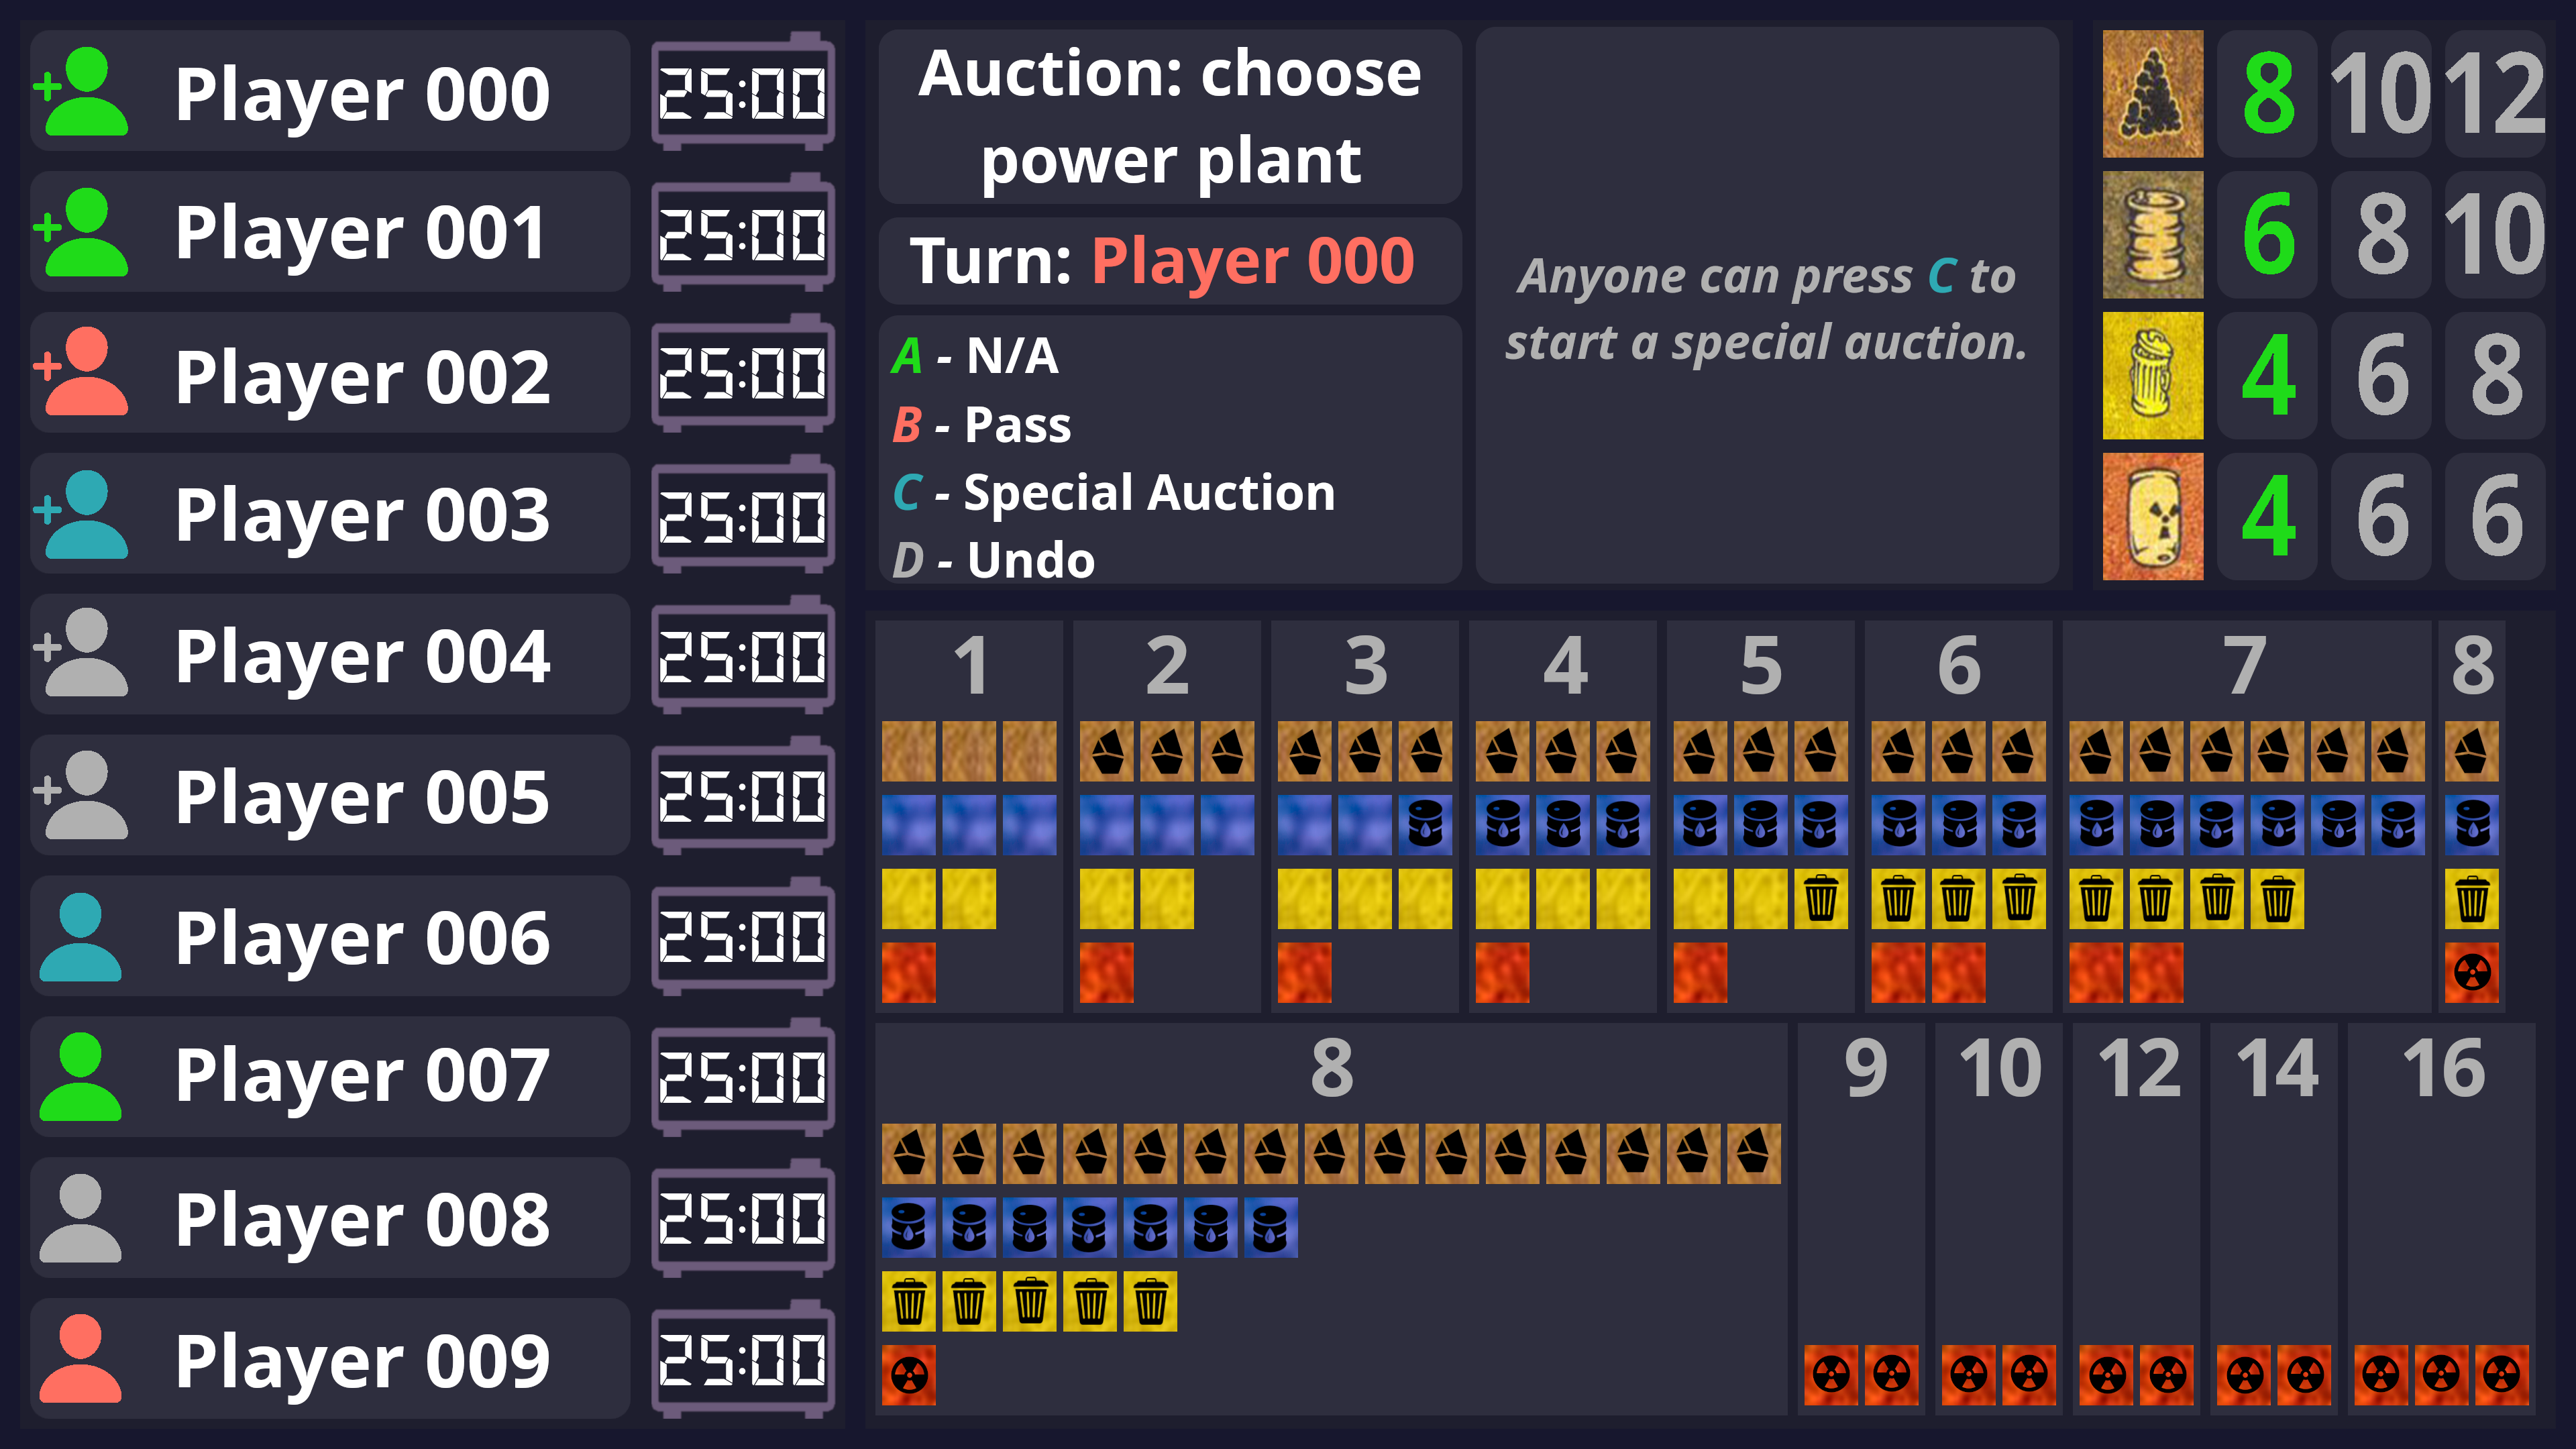 Player 000
25:00
Player 001
25:00
Player 002
25:00
Player 003
25:00
Player 004
25:00
Player 005
25:00
Player 006
25:00
Player 007
25:00
Player 008
25:00
Player 009
25:00
Auction: choose
power plant
Turn: Player 000
A - N/A
B - Pass
C - Special Auction
D - Undo
Anyone can press C to
start a special auction.
8 10 12
6 8 10
4 6 8
4 6 6
1 2 3 4 5 6 7 8
8 9 10 12 14 16